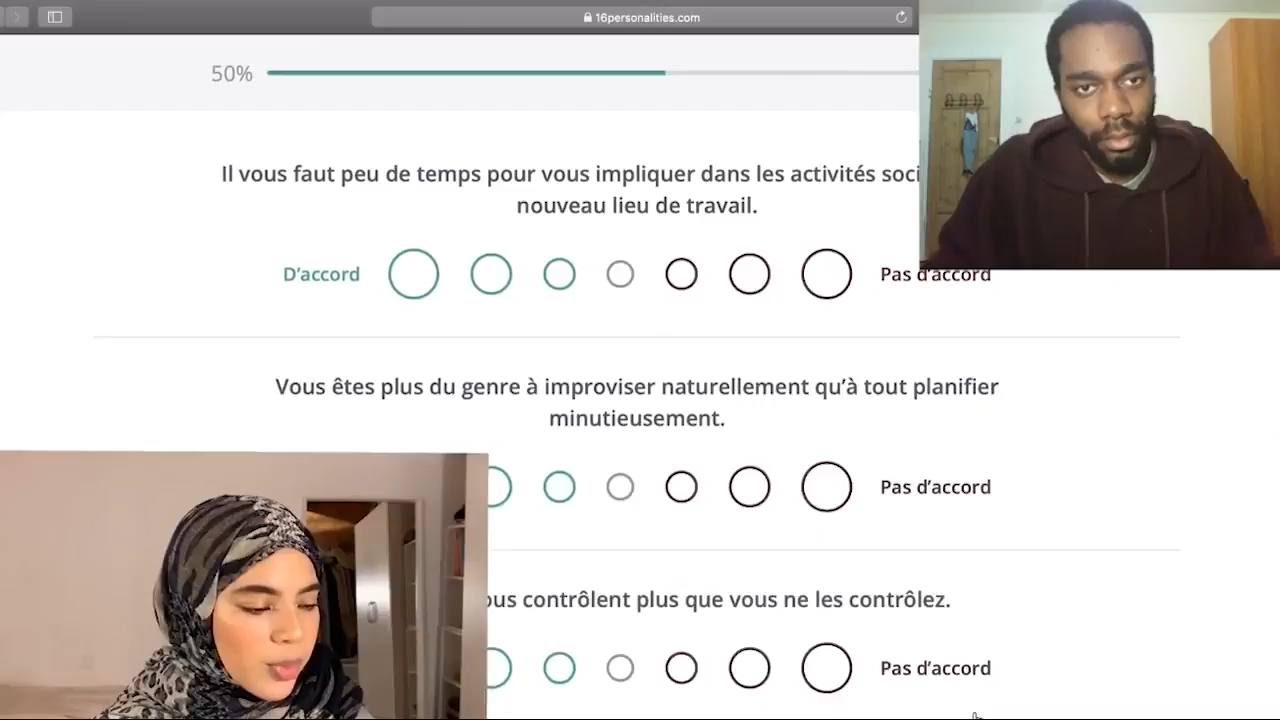 16personalities.com
50%
Il vous faut peu de temps pour vous impliquer dans les activités
nouveau lieu de travail.
D'accord Pas d'accord
Vous êtes plus du genre à improviser naturellement qu'à tout planifier
minutieusement.
Pas d'accord
contrôlent plus que vous ne les contrôlez.
Pas d'accord